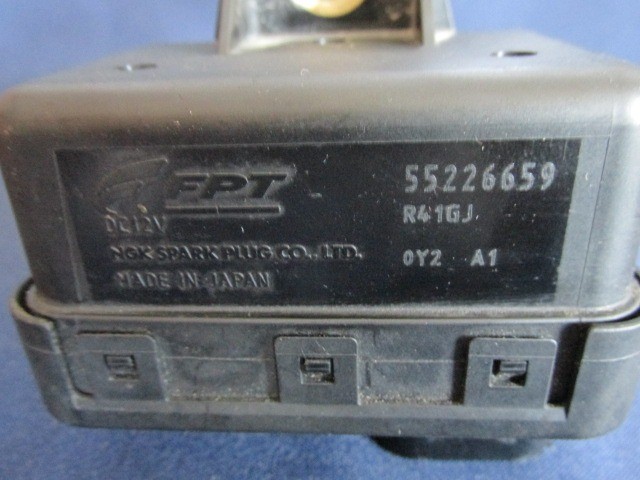 FPT
55226659
DC12V
R41GJ
NGK SPARK PLUG CO.,LTD.
0Y2 A1
MADE IN JAPAN